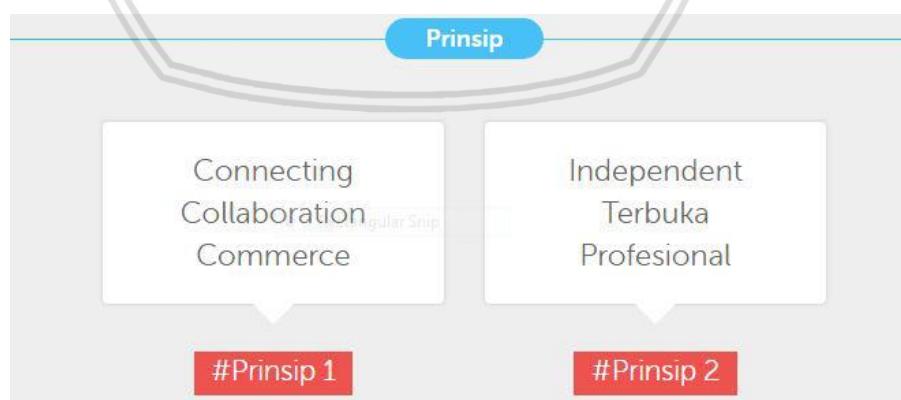 Prinsip
Connecting
Collaboration
Commerce
#Prinsip 1
Independent
Terbuka
Profesional
#Prinsip 2